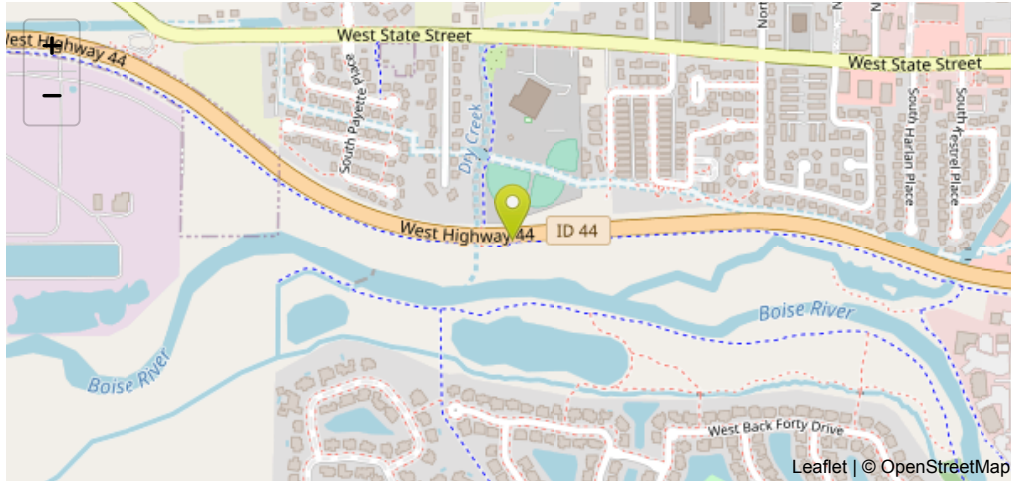 West State Street
West Highway 44
+
−
West State Street
South Payette Place
Dry Creek
South Harlan Place
South Kestrel Place
West Highway 44
ID 44
Boise River
Boise River
West Back Forty Drive
Leaflet | © OpenStreetMap